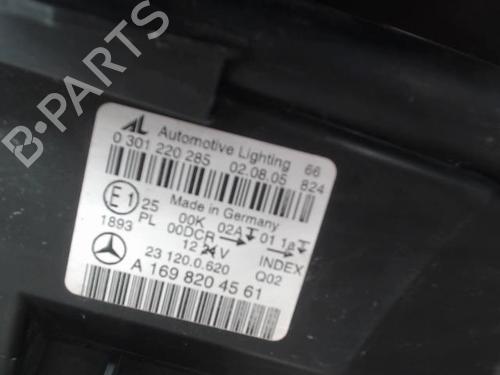 AL Automotive Lighting 66
0 301 220 285 02.08.05 824
Made in Germany
E1 25 00K 02A 01 1a
1893 PL 00DCR
12 24 V INDEX
23 120.0.620 Q02
A 169 820 45 61
B-PARTS